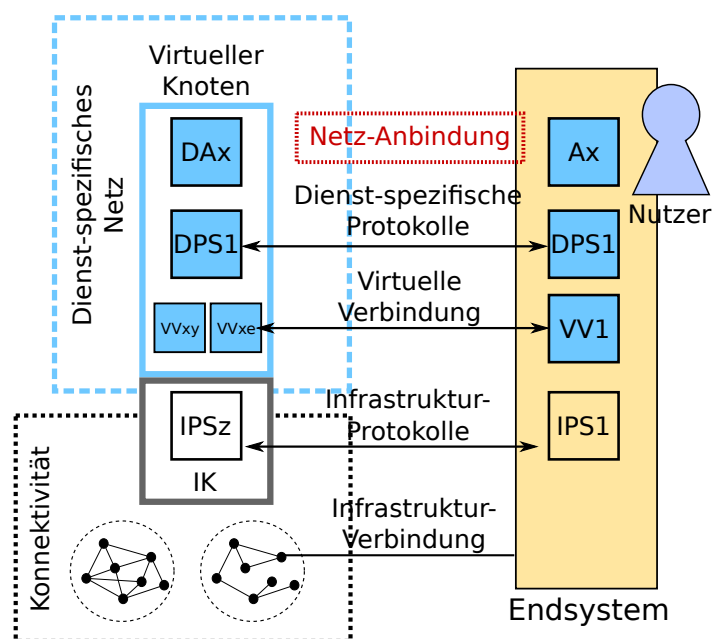 Virtueller
Knoten
Dienst-spezifisches
Netz
DAx
Netz-Anbindung
Ax
Nutzer
Dienst-spezifische
Protokolle
DPS1
DPS1
Virtuelle
Verbindung
VVxy
VVxe
VV1
Infrastruktur-
Protokolle
IPSz
IPS1
IK
Konnektivität
Infrastruktur-
Verbindung
Endsystem